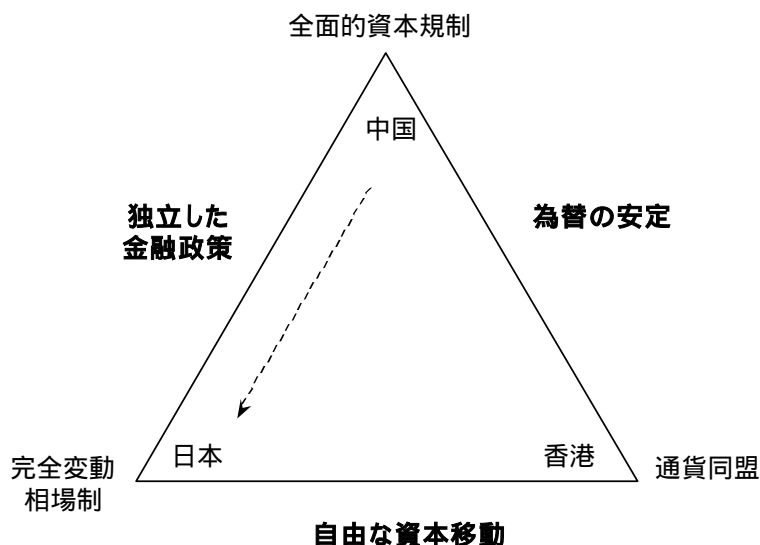 全面的資本規制
中国
独立した
金融政策
為替の安定
日本
香港
完全変動
相場制
通貨同盟
自由な資本移動